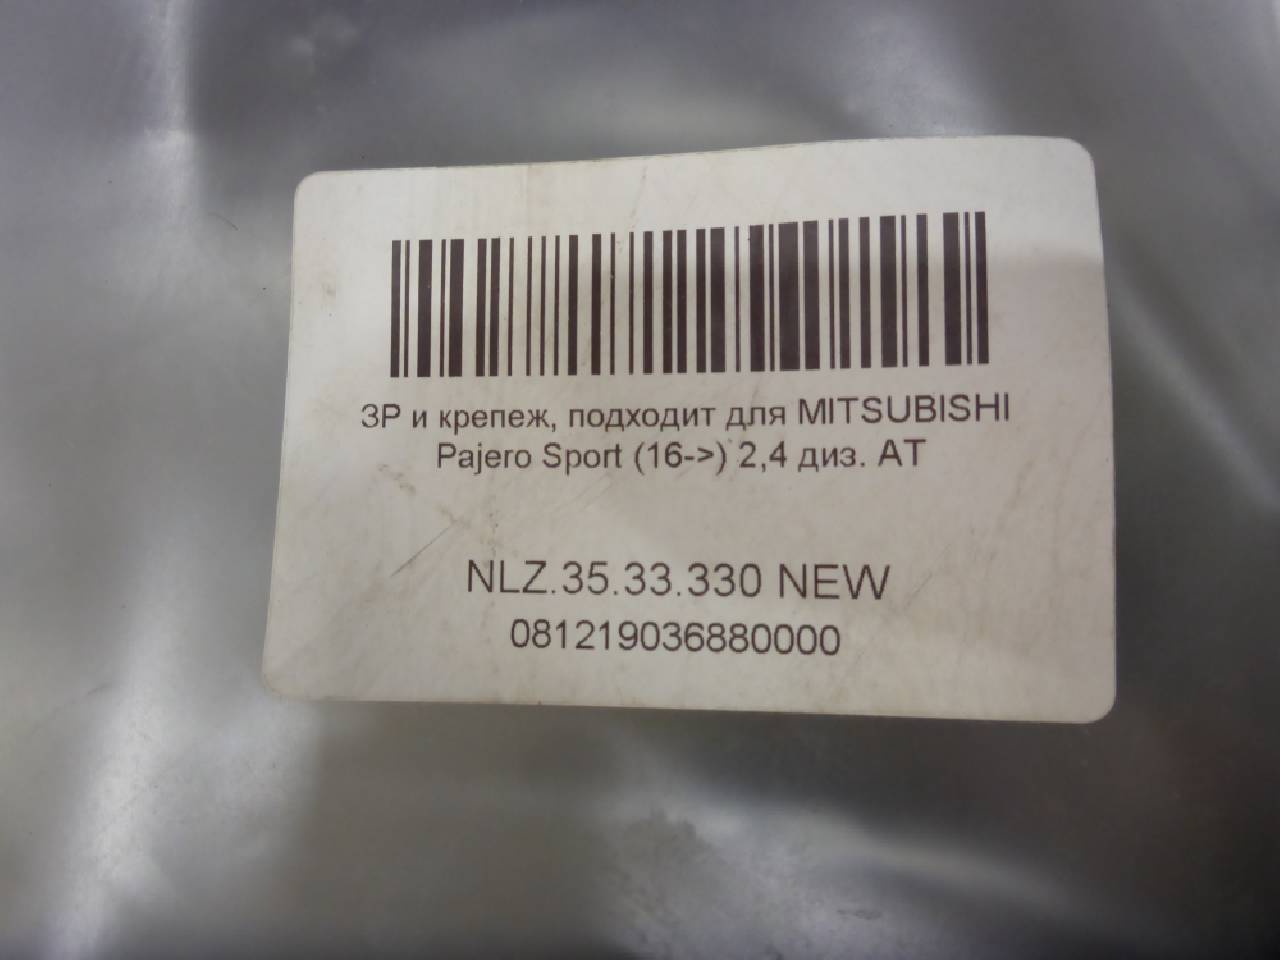 ЗР и крепеж, подходит для MITSUBISHI
Pajero Sport (16->) 2,4 диз. AT
NLZ.35.33.330 NEW
081219036880000